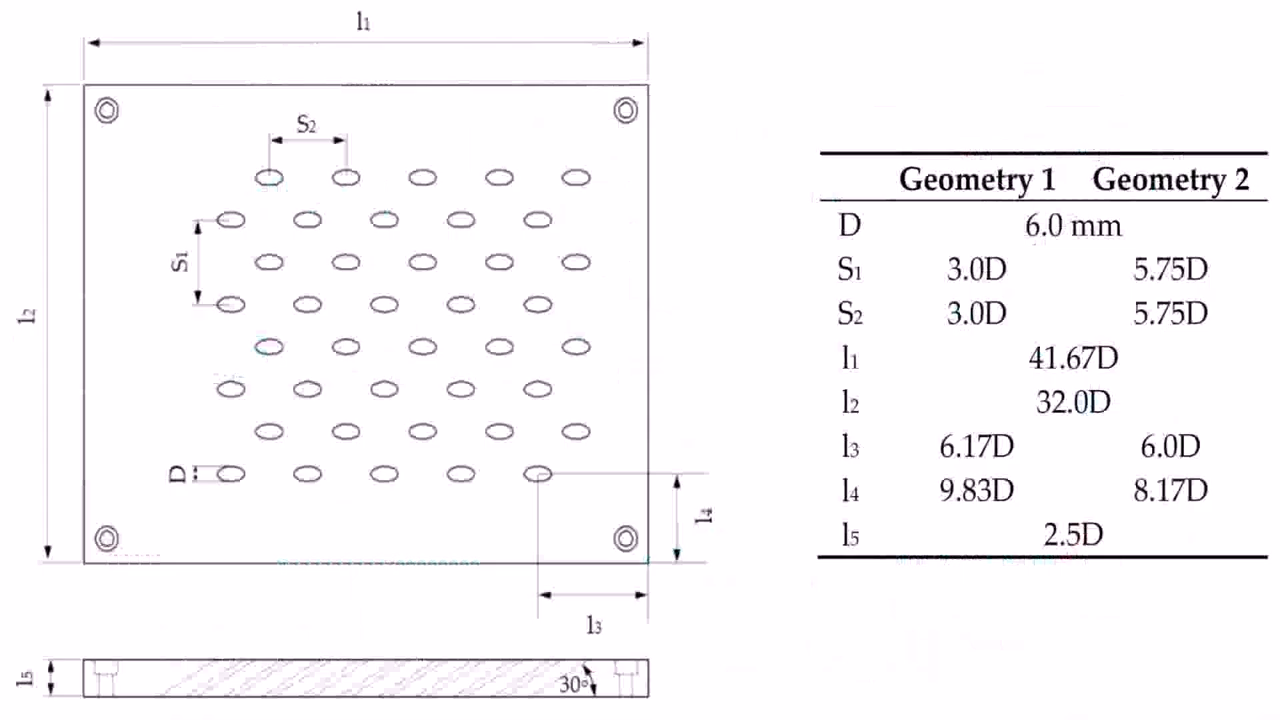 l1
S2
S1
l2
D
l4
l3
l5
30°
Geometry 1 Geometry 2
D 6.0 mm
S1 3.0D 5.75D
S2 3.0D 5.75D
l1 41.67D
l2 32.0D
l3 6.17D 6.0D
l4 9.83D 8.17D
l5 2.5D